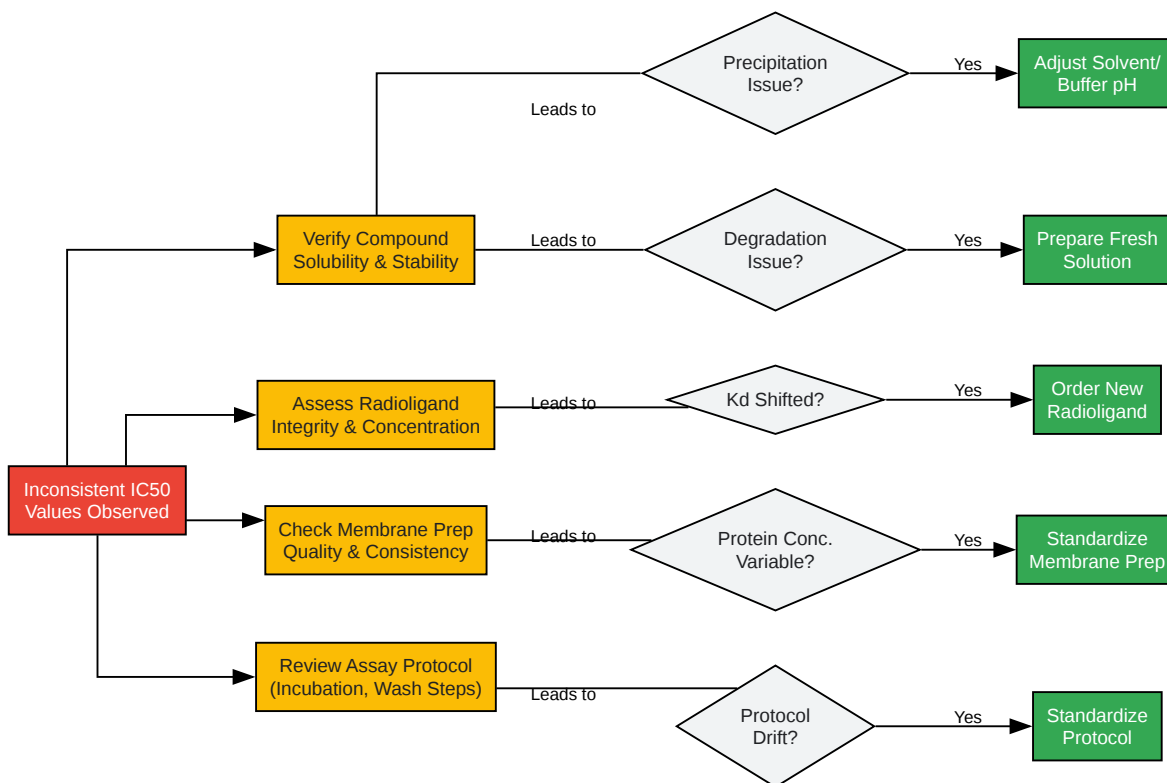 Precipitation
Issue?
Yes
Adjust Solvent/
Buffer pH
Leads to
Verify Compound
Solubility & Stability
Leads to
Degradation
Issue?
Yes
Prepare Fresh
Solution
Assess Radioligand
Integrity & Concentration
Leads to
Kd Shifted?
Yes
Order New
Radioligand
Inconsistent IC50
Values Observed
Check Membrane Prep
Quality & Consistency
Leads to
Protein Conc.
Variable?
Yes
Standardize
Membrane Prep
Review Assay Protocol
(Incubation, Wash Steps)
Leads to
Protocol
Drift?
Yes
Standardize
Protocol